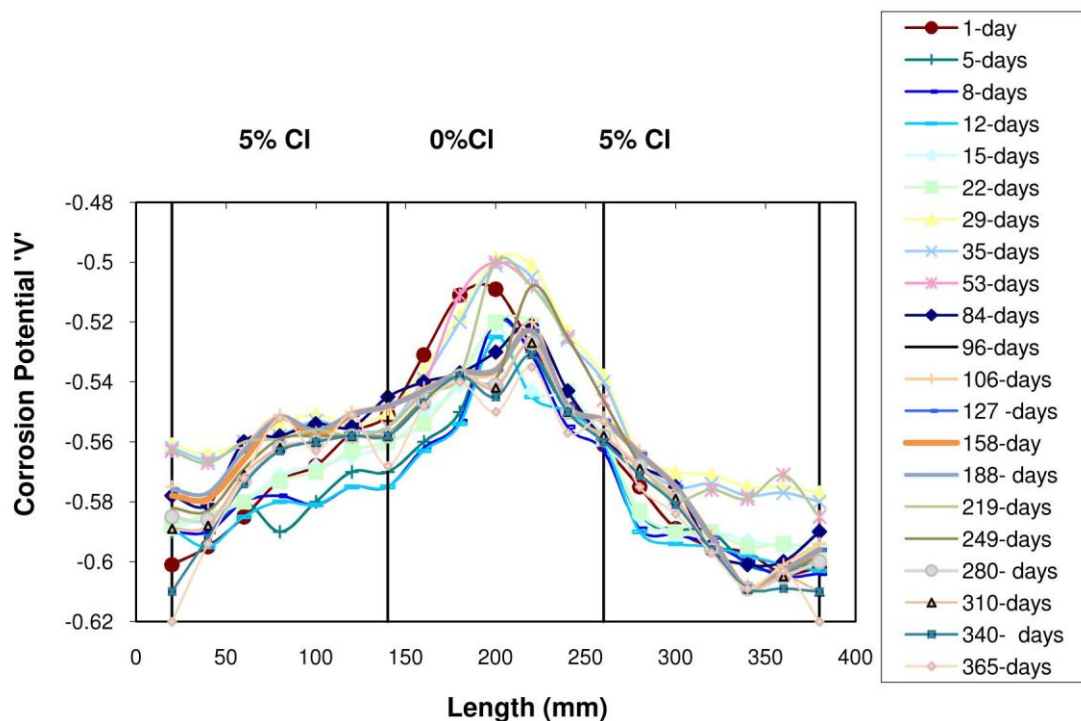 5% Cl 0%Cl 5% Cl
-0.48
-0.5
-0.52
-0.54
-0.56
-0.58
-0.6
-0.62
Corrosion Potential 'V'
0 50 100 150 200 250 300 350 400
Length (mm)
1-day
5-days
8-days
12-days
15-days
22-days
29-days
35-days
53-days
84-days
96-days
106-days
127 -days
158-day
188- days
219-days
249-days
280- days
310-days
340- days
365-days